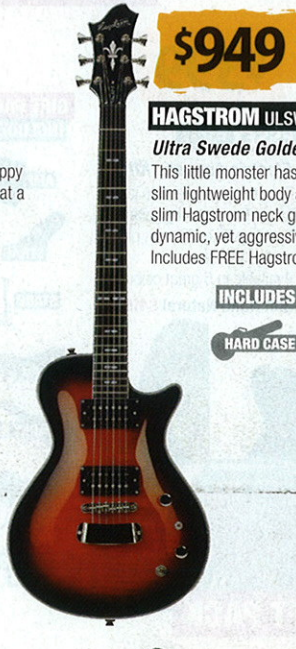 $949
Hagstrom
HAGSTROM ULSW
Ultra Swede Golde
ppy
This little monster has
at a
slim lightweight body
slim Hagstrom neck g
dynamic, yet aggressiv
Includes FREE Hagstro
INCLUDES
HARD CASE